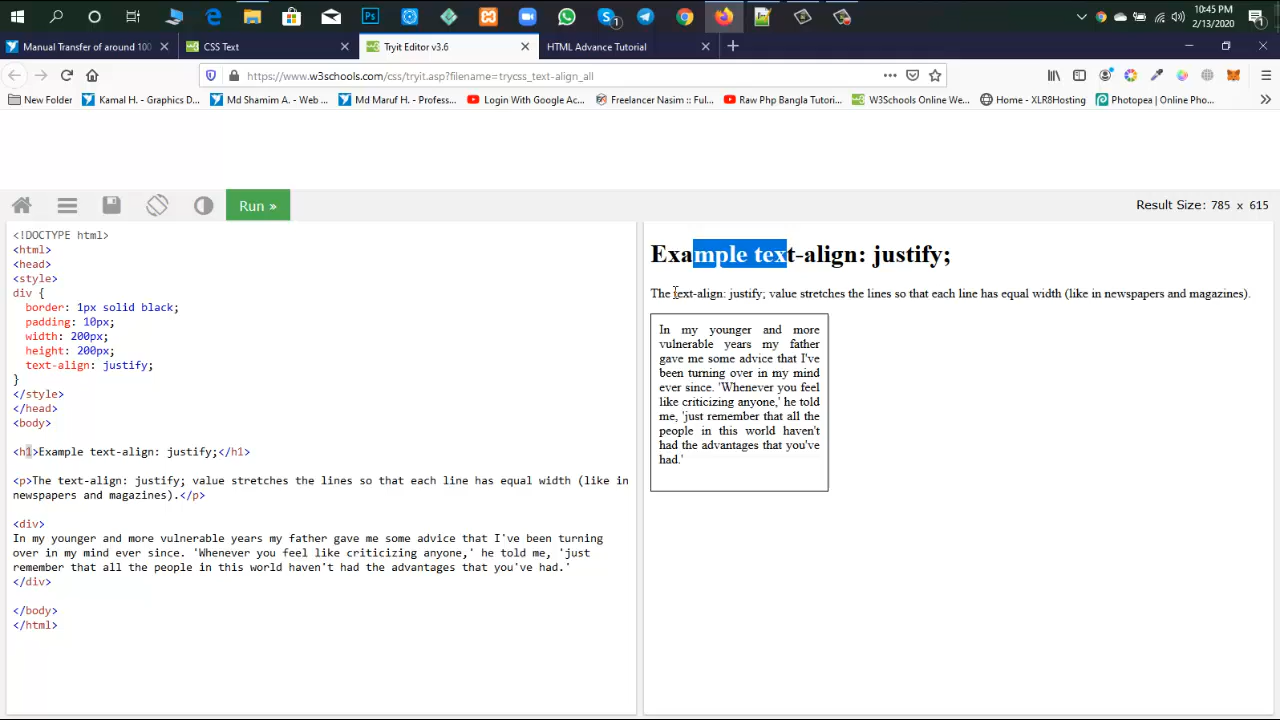 10:45 PM
2/13/2020
Manual Transfer of around 100
CSS Text
Tryit Editor v3.6
HTML Advance Tutorial
https://www.w3schools.com/css/tryit.asp?filename=trycss_text-align_all
New Folder
Kamal H. - Graphics D...
Md Shamim A. - Web ...
Md Maruf H. - Profess...
Login With Google Ac...
Freelancer Nasim :: Ful...
Raw Php Bangla Tutori...
W3Schools Online We...
Home - XLR8Hosting
Photopea | Online Pho...
Run »
Result Size: 785 x 615
<!DOCTYPE html>
<html>
<head>
<style>
div {
border: 1px solid black;
padding: 10px;
width: 200px;
height: 200px;
text-align: justify;
}
</style>
</head>
<body>
<h1>Example text-align: justify;</h1>
<p>The text-align: justify; value stretches the lines so that each line has equal width (like in
newspapers and magazines).</p>
<div>
In my younger and more vulnerable years my father gave me some advice that I've been turning
over in my mind ever since. 'Whenever you feel like criticizing anyone,' he told me, 'just
remember that all the people in this world haven't had the advantages that you've had.'
</div>
</body>
</html>
Example text-align: justify;
The text-align: justify; value stretches the lines so that each line has equal width (like in newspapers and magazines).
In my younger and more
vulnerable years my father
gave me some advice that I've
been turning over in my mind
ever since. 'Whenever you feel
like criticizing anyone,' he told
me, 'just remember that all the
people in this world haven't
had the advantages that you've
had.'